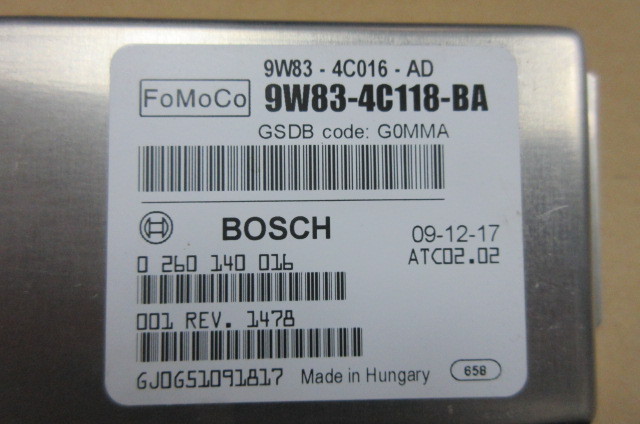 9W83 - 4C016 - AD
FoMoCo 9W83-4C118-BA
GSDB code: G0MMA
BOSCH 09-12-17
0 260 140 016 ATC02.02
001 REV. 1478
GJ0G51091817 Made in Hungary 658